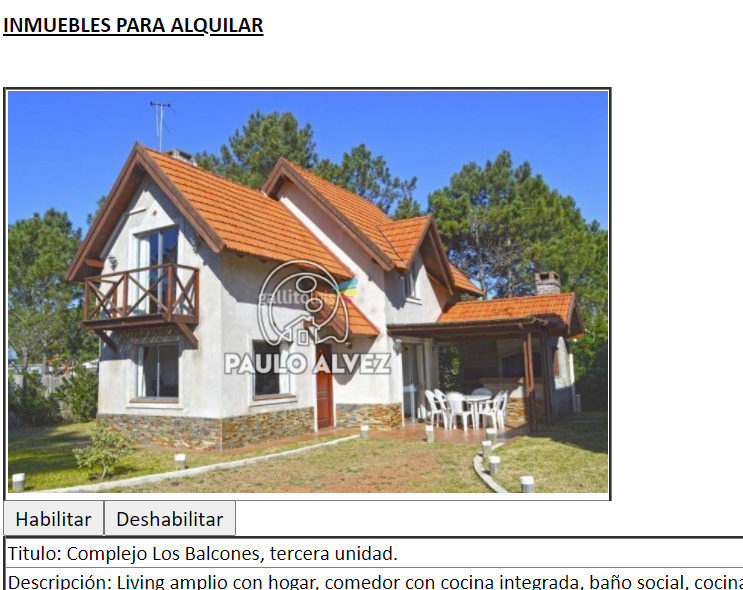 INMUEBLES PARA ALQUILAR
gallito.luis
PAULO ALVEZ
Habilitar Deshabilitar
Titulo: Complejo Los Balcones, tercera unidad.
Descripción: Living amplio con hogar, comedor con cocina integrada, baño social, cocina